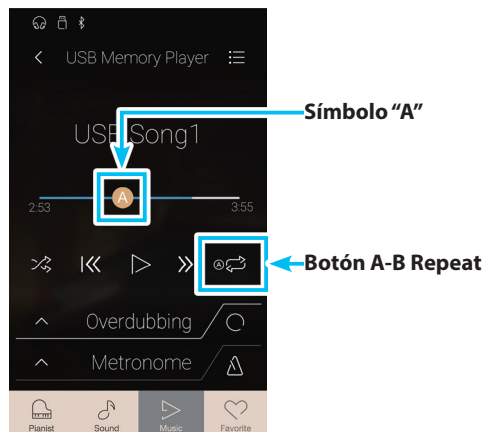 USB Memory Player
Símbolo “A”
USB Song1
A
2:53
3:55
A
Botón A-B Repeat
Overdubbing
Metronome
Pianist Sound Music Favorite